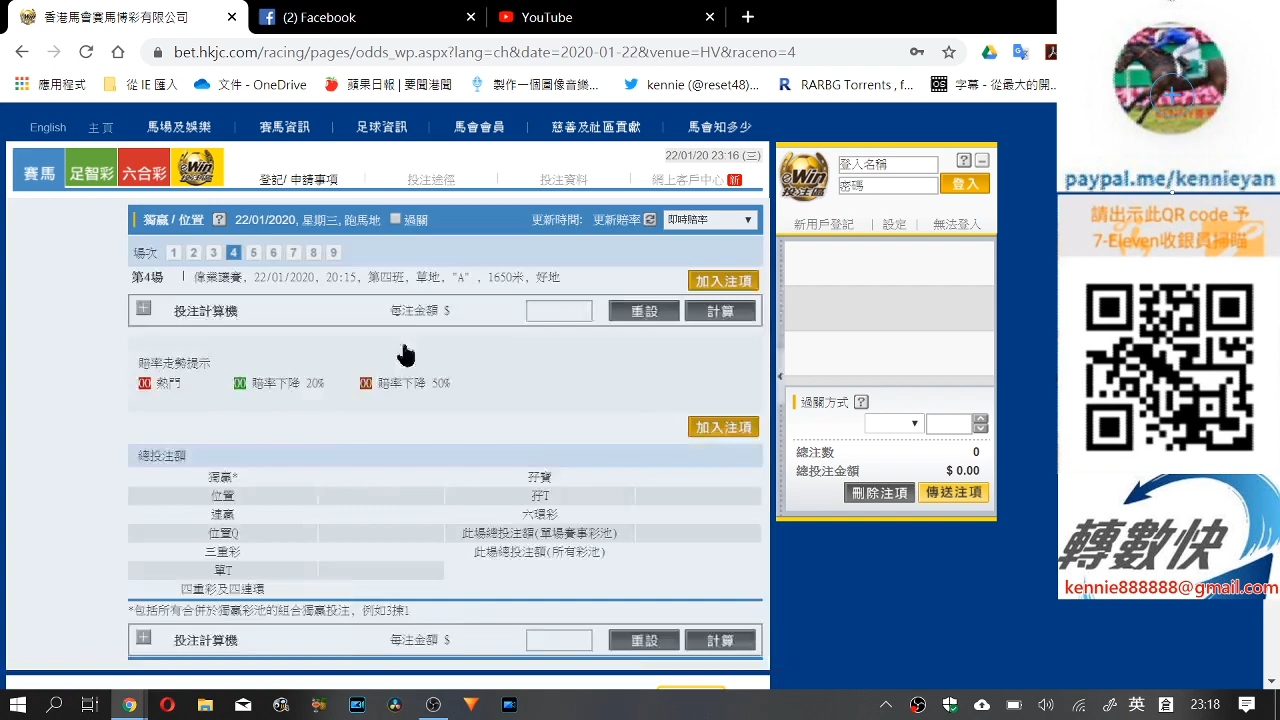 香港馬會賽馬博彩有限公司
(2) Facebook
YouTube
bet.hkjc.com/racing/pages/odds_wp.aspx?lang=ch&date=2020-01-22&venue=HV&raceno=4
應用程式
從 IE 匯入
文件 - OneDrive
蘋果日報 | 蘋果...
製作一個圖像音樂...
kennie (@reset48)...
RARBG Torrents , f...
字幕 - 從最大的開...
English
主頁
馬場及娛樂
賽馬資訊
足球資訊
馬會會員
慈善及社區貢獻
馬會知多少
22/01/20 23:16 (三)
賽馬
足智彩
六合彩
eWin 投注區
投注事項
投注途徑
投注資料
網上客戶中心 新
獨贏 / 位置 ? 22/01/2020, 星期三, 跑馬地 過關
更新時間: 更新賠率 即時賠率
場次 1 2 3 4 5 6 7 8 9
第4場 | 偉業讓賽, 22/01/2020, 20:15, 第四班, 草地, "A", 1650米, 好地
加入注項
投注計算機 每注金額 $ 重設 計算
賠率走勢提示
00 熱門 00 賠率下降 20% 00 賠率下降 50%
加入注項
總投注額
獨贏* 孖寶
位置 孖T
連贏 六環彩
位置Q 此場總投注額(單場賽事彩池)
三重彩 此場總投注額(所有彩池)
單T
四重彩及四連環
*包括所有合併於獨贏彩池的組合獨贏投注, 例如3揀1
投注計算機 每注金額 $ 重設 計算
eWin 投注區
登入名稱
密碼
登入
新用戶登記 | 設定 | 無法登入
過關方式 ?
總注數 0
總投注金額 $ 0.00
刪除注項 傳送注項
paypal.me/kennieyan
請出示此QR code 予
7-Eleven收銀員掃瞄
轉數快
kennie888888@gmail.com
英
倉
23:18